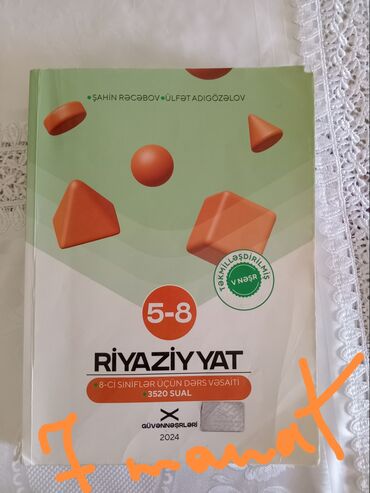 •ŞAHİN RƏCƏBOV •ÜLFƏT ADIGÖZƏLOV
TƏKMİLLƏŞDİRİLMİŞ
V NƏŞR
5-8
RİYAZİYYAT
•8-Cİ SİNİFLƏR ÜÇÜN DƏRS VƏSAİTİ
•3520 SUAL
GÜVƏNNƏŞRLƏRİ
2024
7 manat